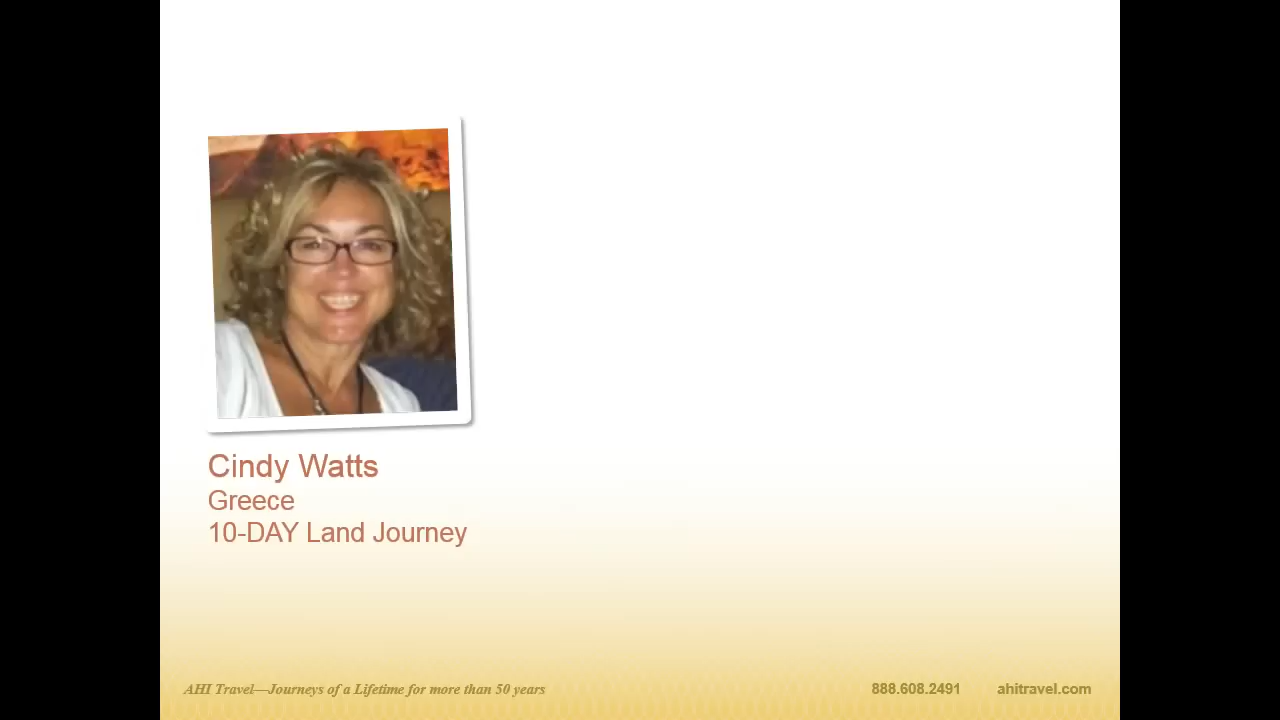 Cindy Watts
Greece
10-DAY Land Journey
AHI Travel—Journeys of a Lifetime for more than 50 years 888.608.2491 ahitravel.com